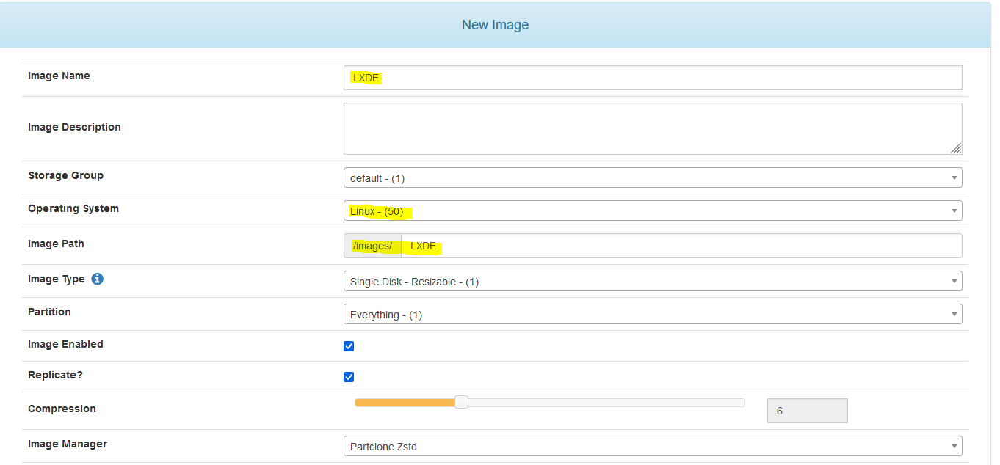 New Image
Image Name LXDE
Image Description
Storage Group default - (1)
Operating System Linux - (50)
Image Path /images/ LXDE
Image Type Single Disk - Resizable - (1)
Partition Everything - (1)
Image Enabled
Replicate?
Compression 6
Image Manager Partclone Zstd